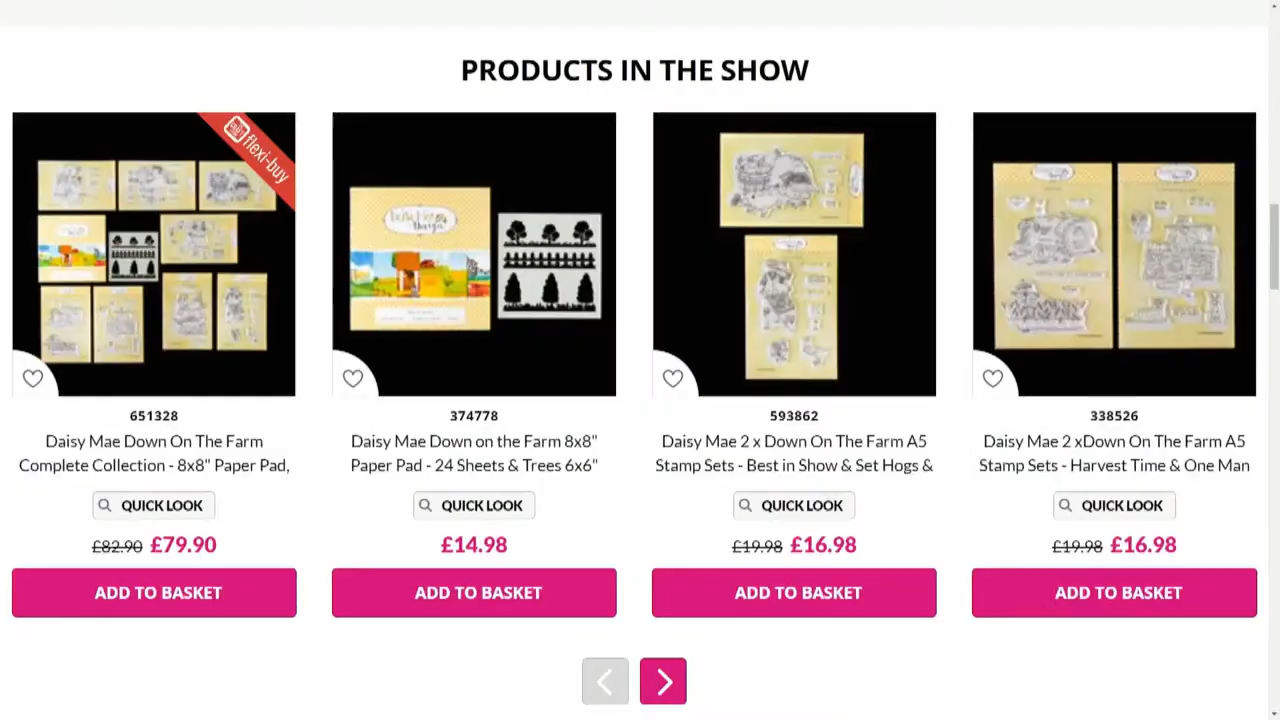 PRODUCTS IN THE SHOW
flexi-buy
651328
Daisy Mae Down On The Farm
Complete Collection - 8x8" Paper Pad,
QUICK LOOK
£82.90 £79.90
ADD TO BASKET
374778
Daisy Mae Down on the Farm 8x8"
Paper Pad - 24 Sheets & Trees 6x6"
QUICK LOOK
£14.98
ADD TO BASKET
593862
Daisy Mae 2 x Down On The Farm A5
Stamp Sets - Best in Show & Set Hogs &
QUICK LOOK
£19.98 £16.98
ADD TO BASKET
338526
Daisy Mae 2 xDown On The Farm A5
Stamp Sets - Harvest Time & One Man
QUICK LOOK
£19.98 £16.98
ADD TO BASKET